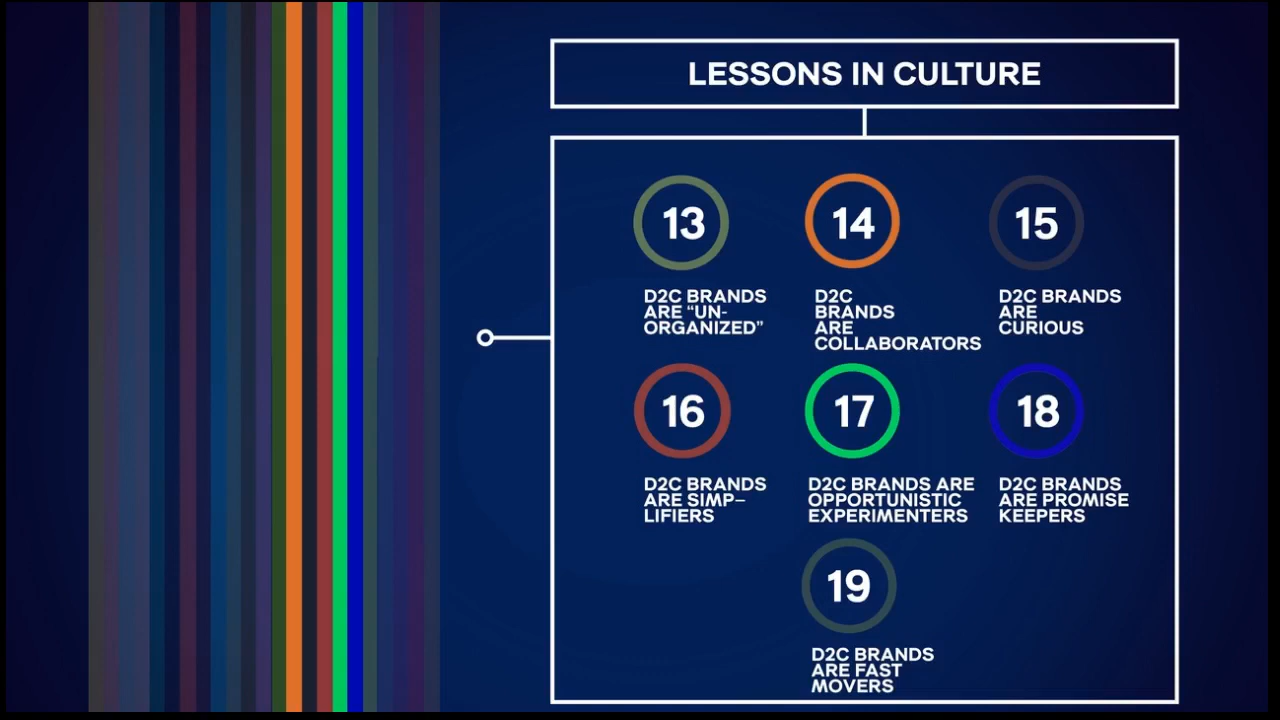 LESSONS IN CULTURE
13
D2C BRANDS
ARE “UN-
ORGANIZED”
14
D2C
BRANDS
ARE
COLLABORATORS
15
D2C BRANDS
ARE
CURIOUS
16
D2C BRANDS
ARE SIMP–
LIFIERS
17
D2C BRANDS ARE
OPPORTUNISTIC
EXPERIMENTERS
18
D2C BRANDS
ARE PROMISE
KEEPERS
19
D2C BRANDS
ARE FAST
MOVERS